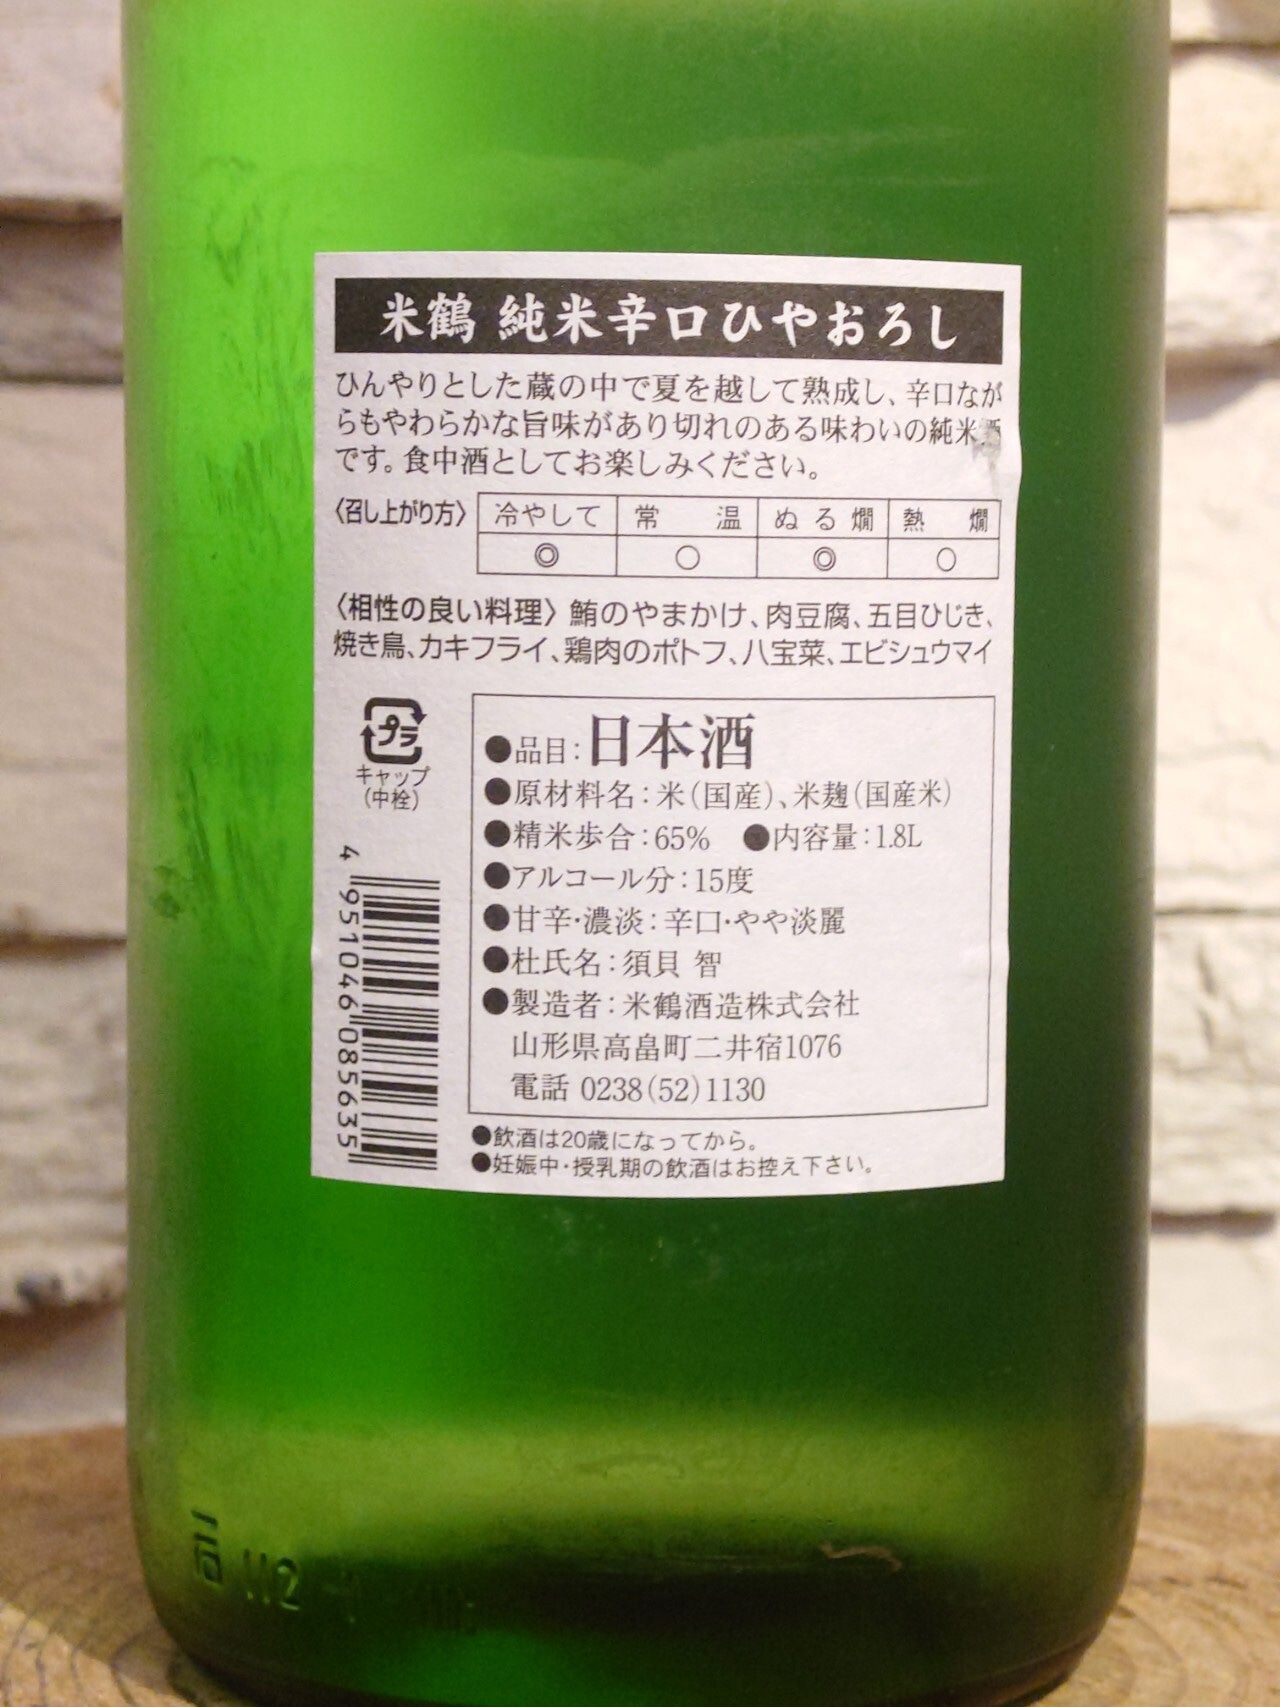 米鶴 純米辛口ひやおろし
ひんやりとした蔵の中で夏を越して熟成し、辛口なが
らもやわらかな旨味があり切れのある味わいの純米酒
です。食中酒としてお楽しみください。
〈召し上がり方〉 冷やして 常 温 ぬる燗 熱 燗
◎ ○ ◎ ○
〈相性の良い料理〉 鮪のやまかけ、肉豆腐、五目ひじき、
焼き鳥、カキフライ、鶏肉のポトフ、八宝菜、エビシュウマイ
プラ
キャップ
(中栓)
4 951046 085635
●品目:日本酒
●原材料名:米(国産)、米麹(国産米)
●精米歩合:65% ●内容量:1.8L
●アルコール分:15度
●甘辛・濃淡:辛口・やや淡麗
●杜氏名:須貝 智
●製造者:米鶴酒造株式会社
山形県高畠町二井宿1076
電話 0238(52)1130
●飲酒は20歳になってから。
●妊娠中・授乳期の飲酒はお控え下さい。